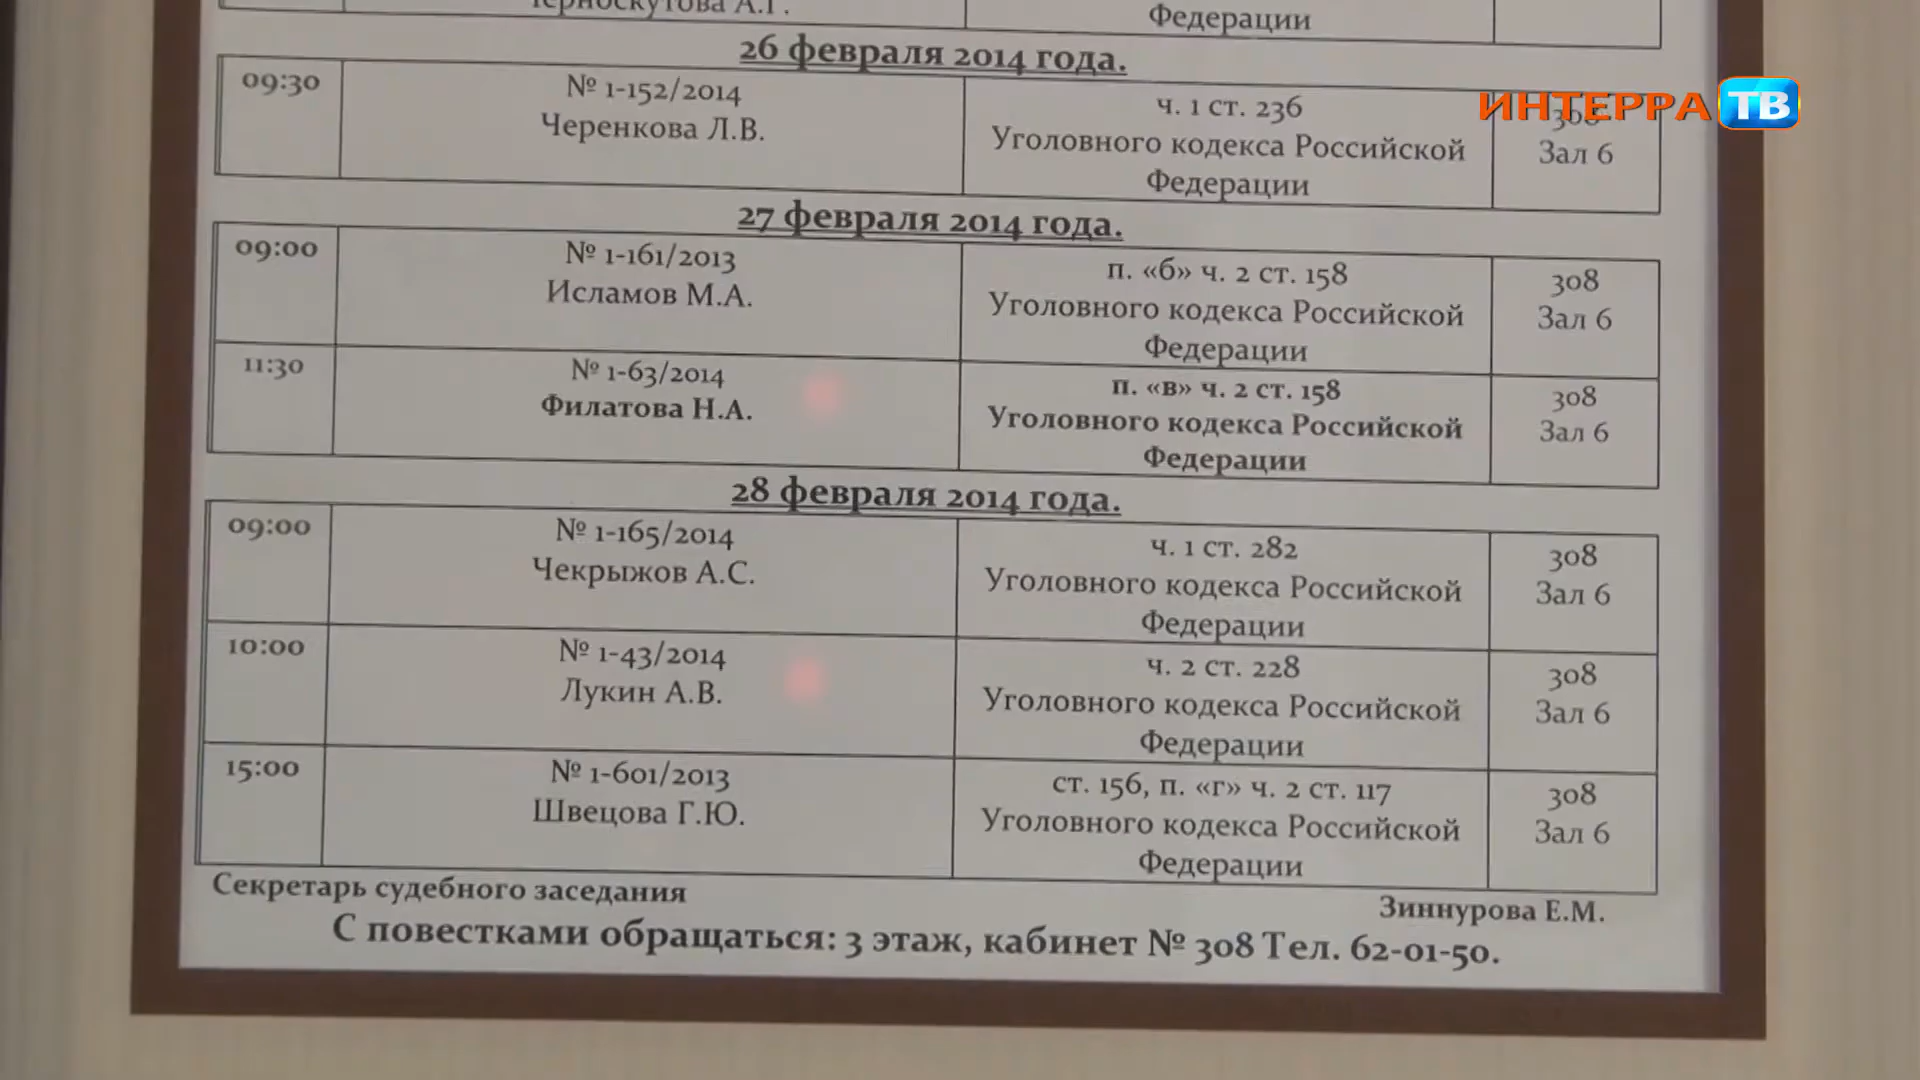 Черноскутова А.Г.
Федерации
26 февраля 2014 года.
09:30
№ 1-152/2014
Черенкова Л.В.
ч. 1 ст. 236
Уголовного кодекса Российской
Федерации
308
Зал 6
ИНТЕРРА ТВ
27 февраля 2014 года.
09:00
№ 1-161/2013
Исламов М.А.
п. «б» ч. 2 ст. 158
Уголовного кодекса Российской
Федерации
308
Зал 6
11:30
№ 1-63/2014
Филатова Н.А.
п. «в» ч. 2 ст. 158
Уголовного кодекса Российской
Федерации
308
Зал 6
28 февраля 2014 года.
09:00
№ 1-165/2014
Чекрыжов А.С.
ч. 1 ст. 282
Уголовного кодекса Российской
Федерации
308
Зал 6
10:00
№ 1-43/2014
Лукин А.В.
ч. 2 ст. 228
Уголовного кодекса Российской
Федерации
308
Зал 6
15:00
№ 1-601/2013
Швецова Г.Ю.
ст. 156, п. «г» ч. 2 ст. 117
Уголовного кодекса Российской
Федерации
308
Зал 6
Секретарь судебного заседания
Зиннурова Е.М.
С повестками обращаться: 3 этаж, кабинет № 308 Тел. 62-01-50.